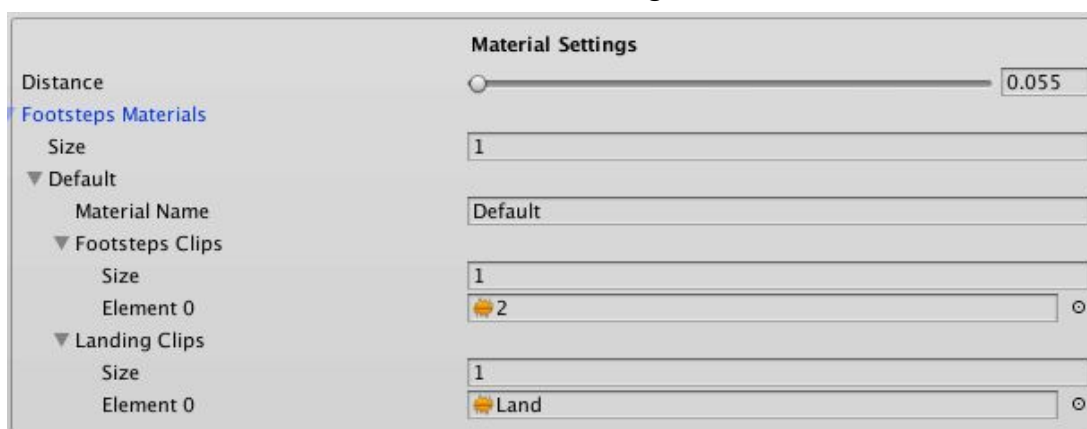 Material Settings
Distance 0.055
Footsteps Materials
Size 1
Default
Material Name Default
Footsteps Clips
Size 1
Element 0 2
Landing Clips
Size 1
Element 0 Land